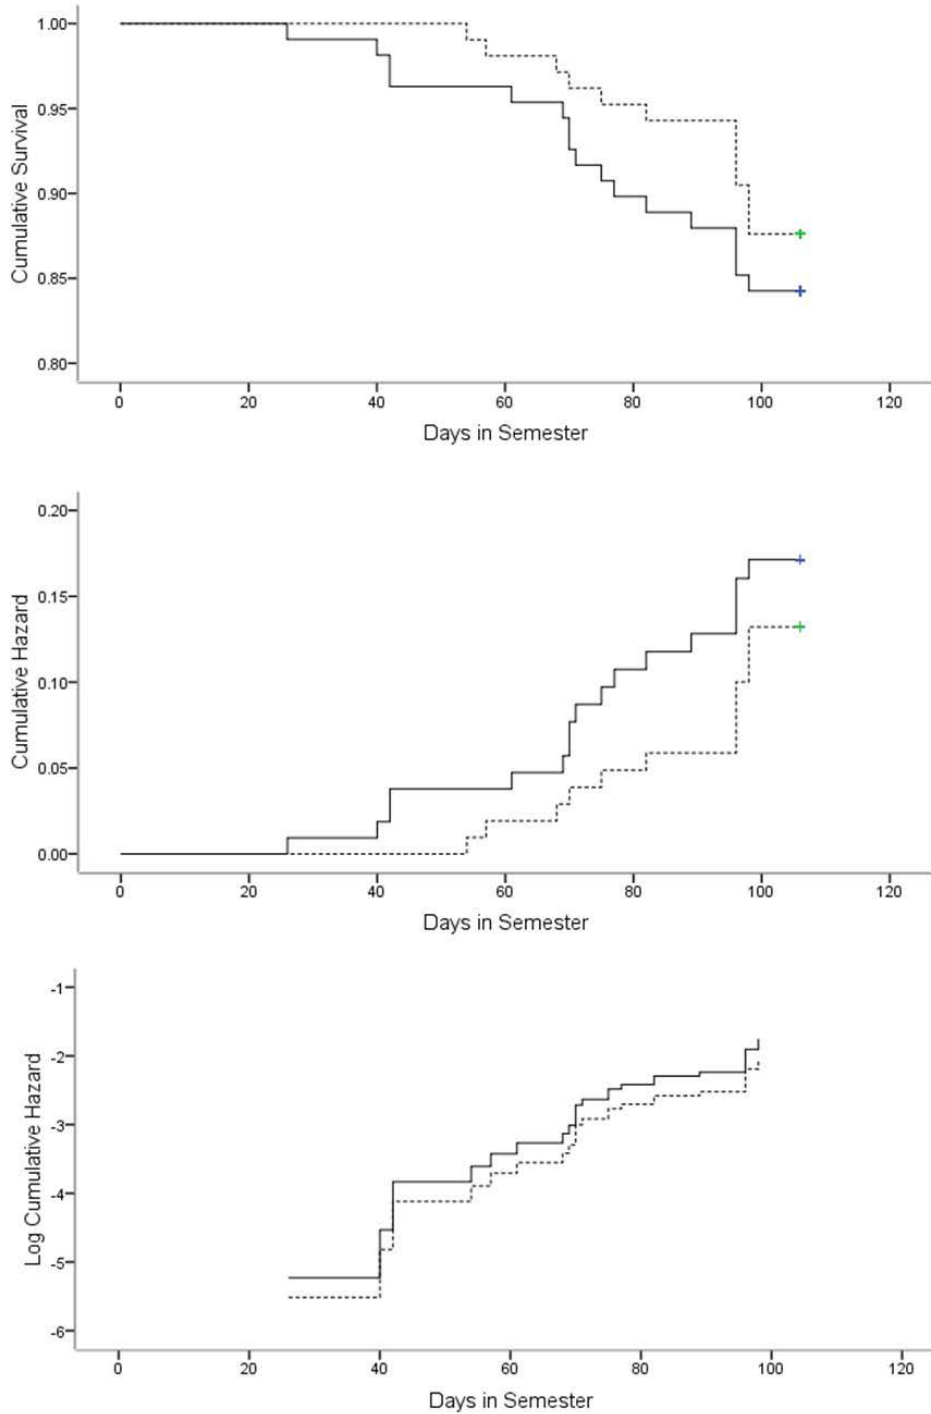 1.00
0.95
0.90
0.85
0.80
Cumulative Survival
0 20 40 60 80 100 120
Days in Semester
0.20
0.15
0.10
0.05
0.00
Cumulative Hazard
0 20 40 60 80 100 120
Days in Semester
-1
-2
-3
-4
-5
-6
Log Cumulative Hazard
0 20 40 60 80 100 120
Days in Semester